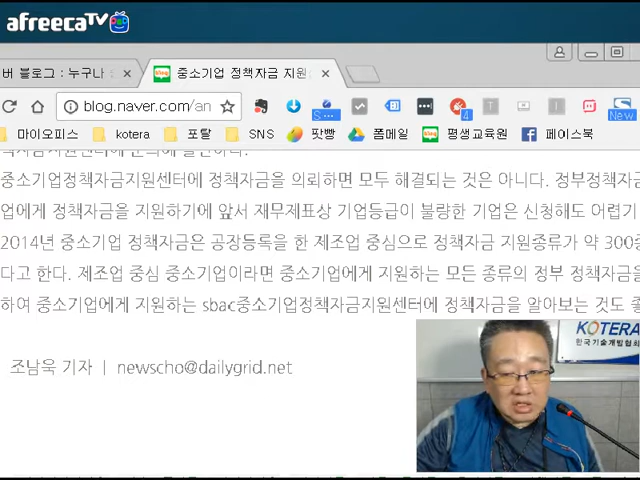 afreecaTV
버 블로그 : 누구나
중소기업 정책자금 지원
blog.naver.com/an
New
마이오피스 kotera 포탈 SNS 팟빵 폼메일 평생교육원 페이스북
중소기업정책자금지원센터에 정책자금을 의뢰하면 모두 해결되는 것은 아니다. 정부정책자금
업에게 정책자금을 지원하기에 앞서 재무제표상 기업등급이 불량한 기업은 신청해도 어렵기
2014년 중소기업 정책자금은 공장등록을 한 제조업 중심으로 정책자금 지원종류가 약 300
다고 한다. 제조업 중심 중소기업이라면 중소기업에게 지원하는 모든 종류의 정부 정책자금을
하여 중소기업에게 지원하는 sbac중소기업정책자금지원센터에 정책자금을 알아보는 것도
조남욱 기자 | newscho@dailygrid.net
KOTERA
한국기술개발협회